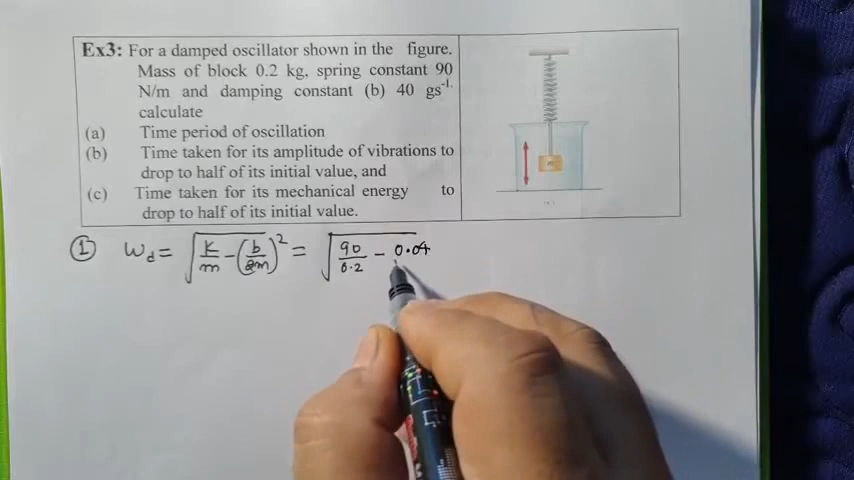 Ex3: For a damped oscillator shown in the figure.
Mass of block 0.2 kg, spring constant 90
N/m and damping constant (b) 40 gs⁻¹.
calculate
(a) Time period of oscillation
(b) Time taken for its amplitude of vibrations to
drop to half of its initial value, and
(c) Time taken for its mechanical energy to
drop to half of its initial value.
m
① ω_d = √(k/m − (b/2m)²) = √(90/0.2 − 0.04